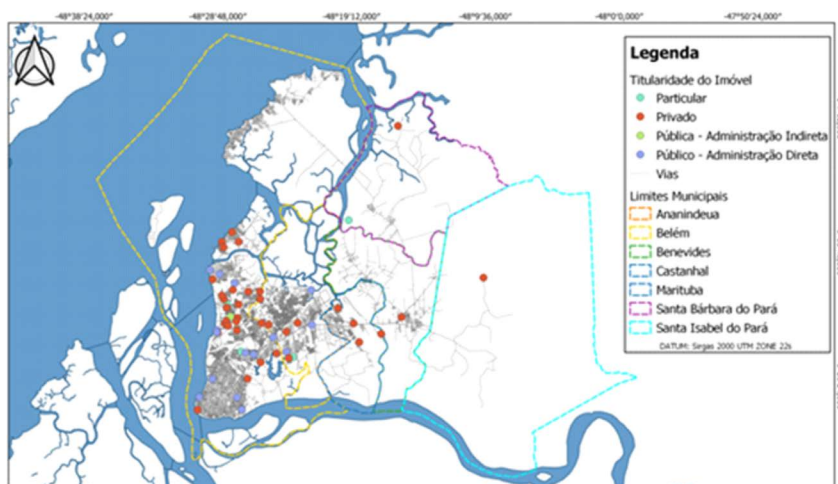 -48°38'24,000" -48°28'48,000" -48°19'12,000" -48°9'36,000" -48°0'0,000" -47°50'24,000"
Legenda
Titularidade do Imóvel
Particular
Privado
Pública - Administração Indireta
Público - Administração Direta
Vias
Limites Municipais
Ananindeua
Belém
Benevides
Castanhal
Marituba
Santa Bárbara do Pará
Santa Isabel do Pará
DATUM: Sirgas 2000 UTM ZONE 22s